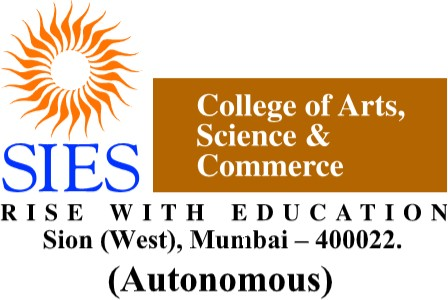 College of Arts,
Science &
Commerce
SIES
RISE WITH EDUCATION
Sion (West), Mumbai – 400022.
(Autonomous)